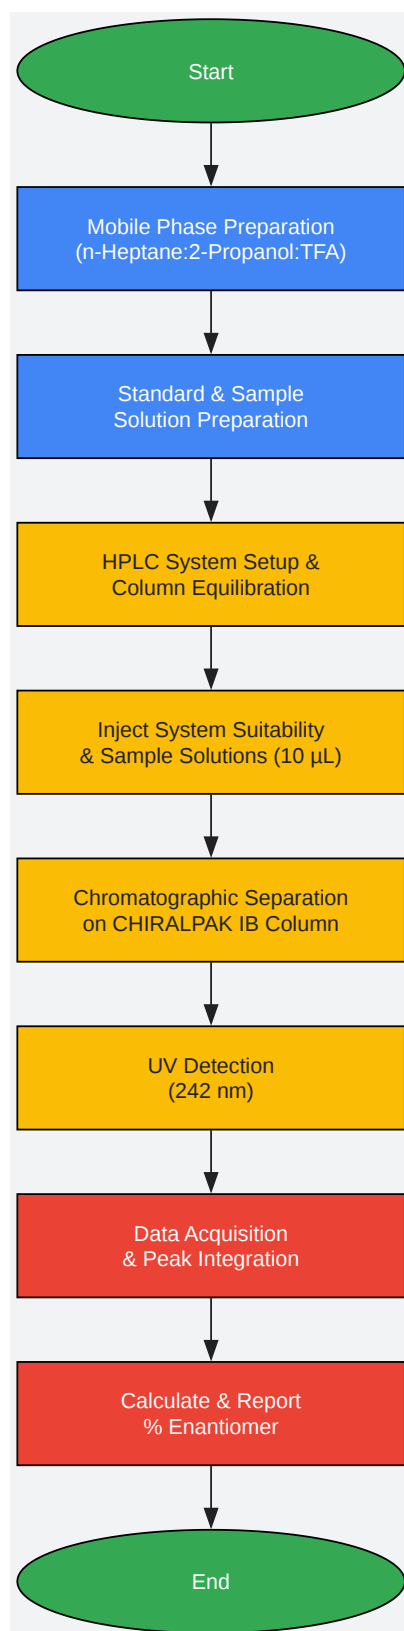 Start
Mobile Phase Preparation
(n-Heptane:2-Propanol:TFA)
Standard & Sample
Solution Preparation
HPLC System Setup &
Column Equilibration
Inject System Suitability
& Sample Solutions (10 µL)
Chromatographic Separation
on CHIRALPAK IB Column
UV Detection
(242 nm)
Data Acquisition
& Peak Integration
Calculate & Report
% Enantiomer
End